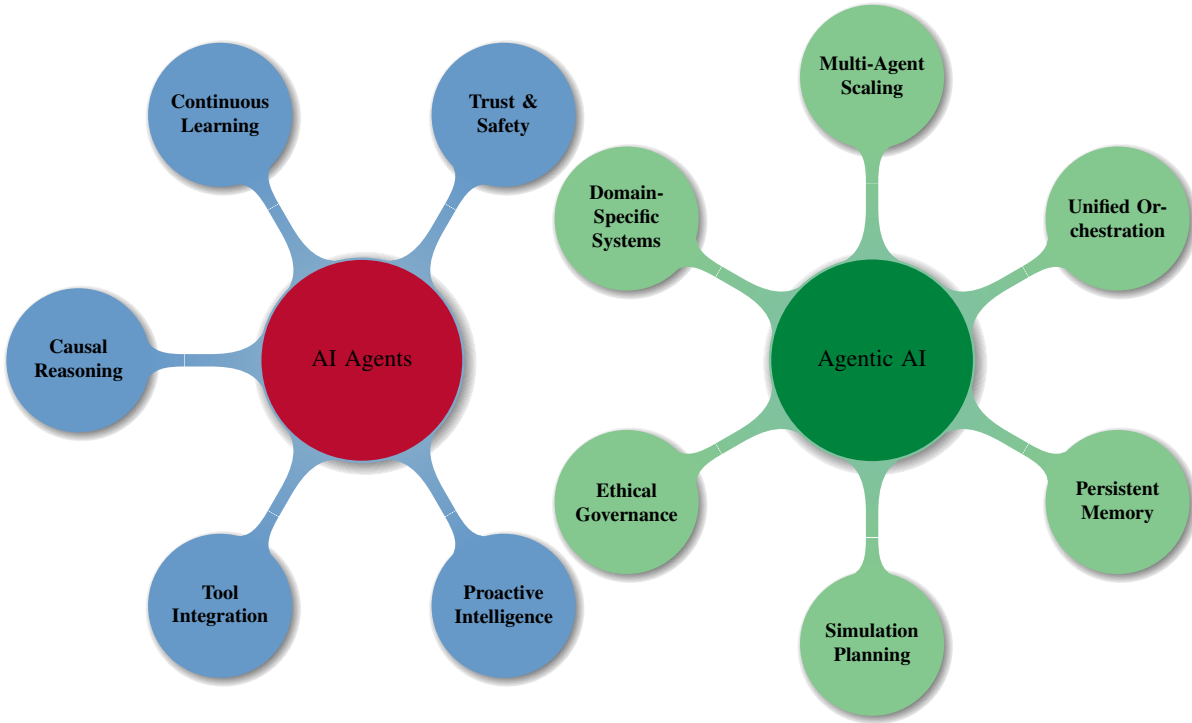 Continuous
Learning
Trust &
Safety
Causal
Reasoning
AI Agents
Tool
Integration
Proactive
Intelligence
Multi-Agent
Scaling
Domain-
Specific
Systems
Unified Or-
chestration
Agentic AI
Ethical
Governance
Persistent
Memory
Simulation
Planning